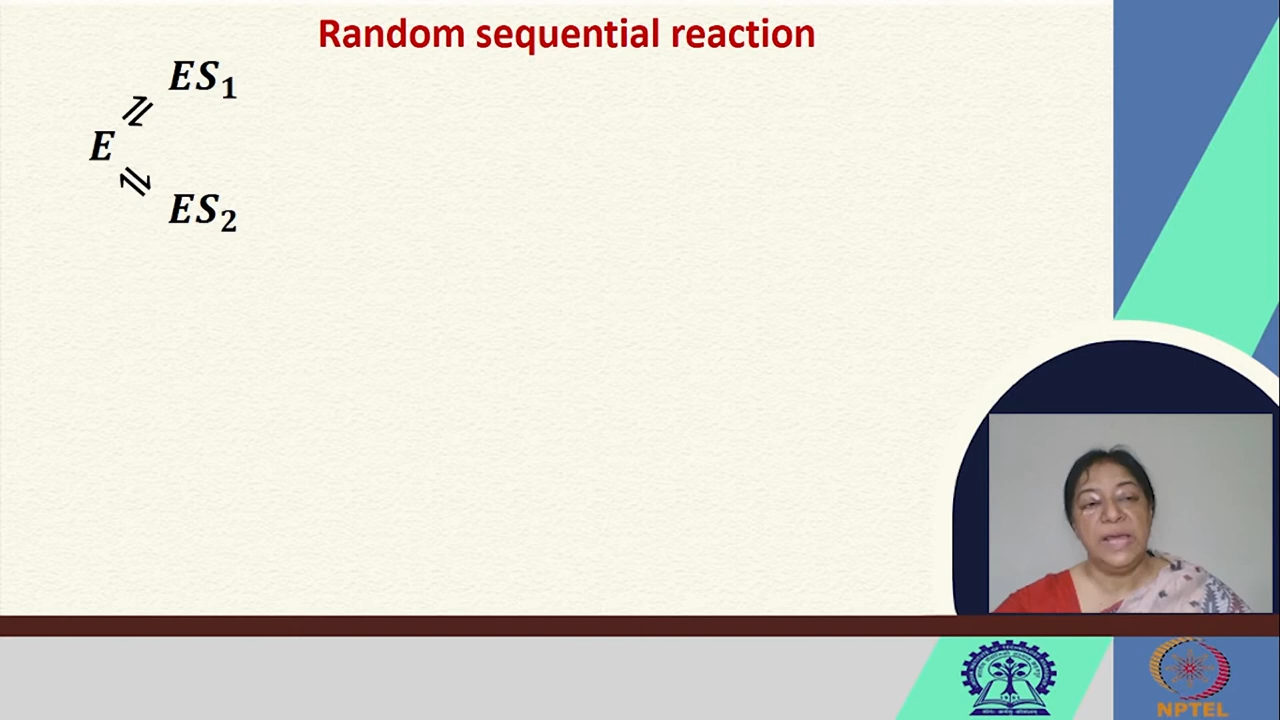 Random sequential reaction
ES₁
⇌
E
⇌
ES₂
NPTEL